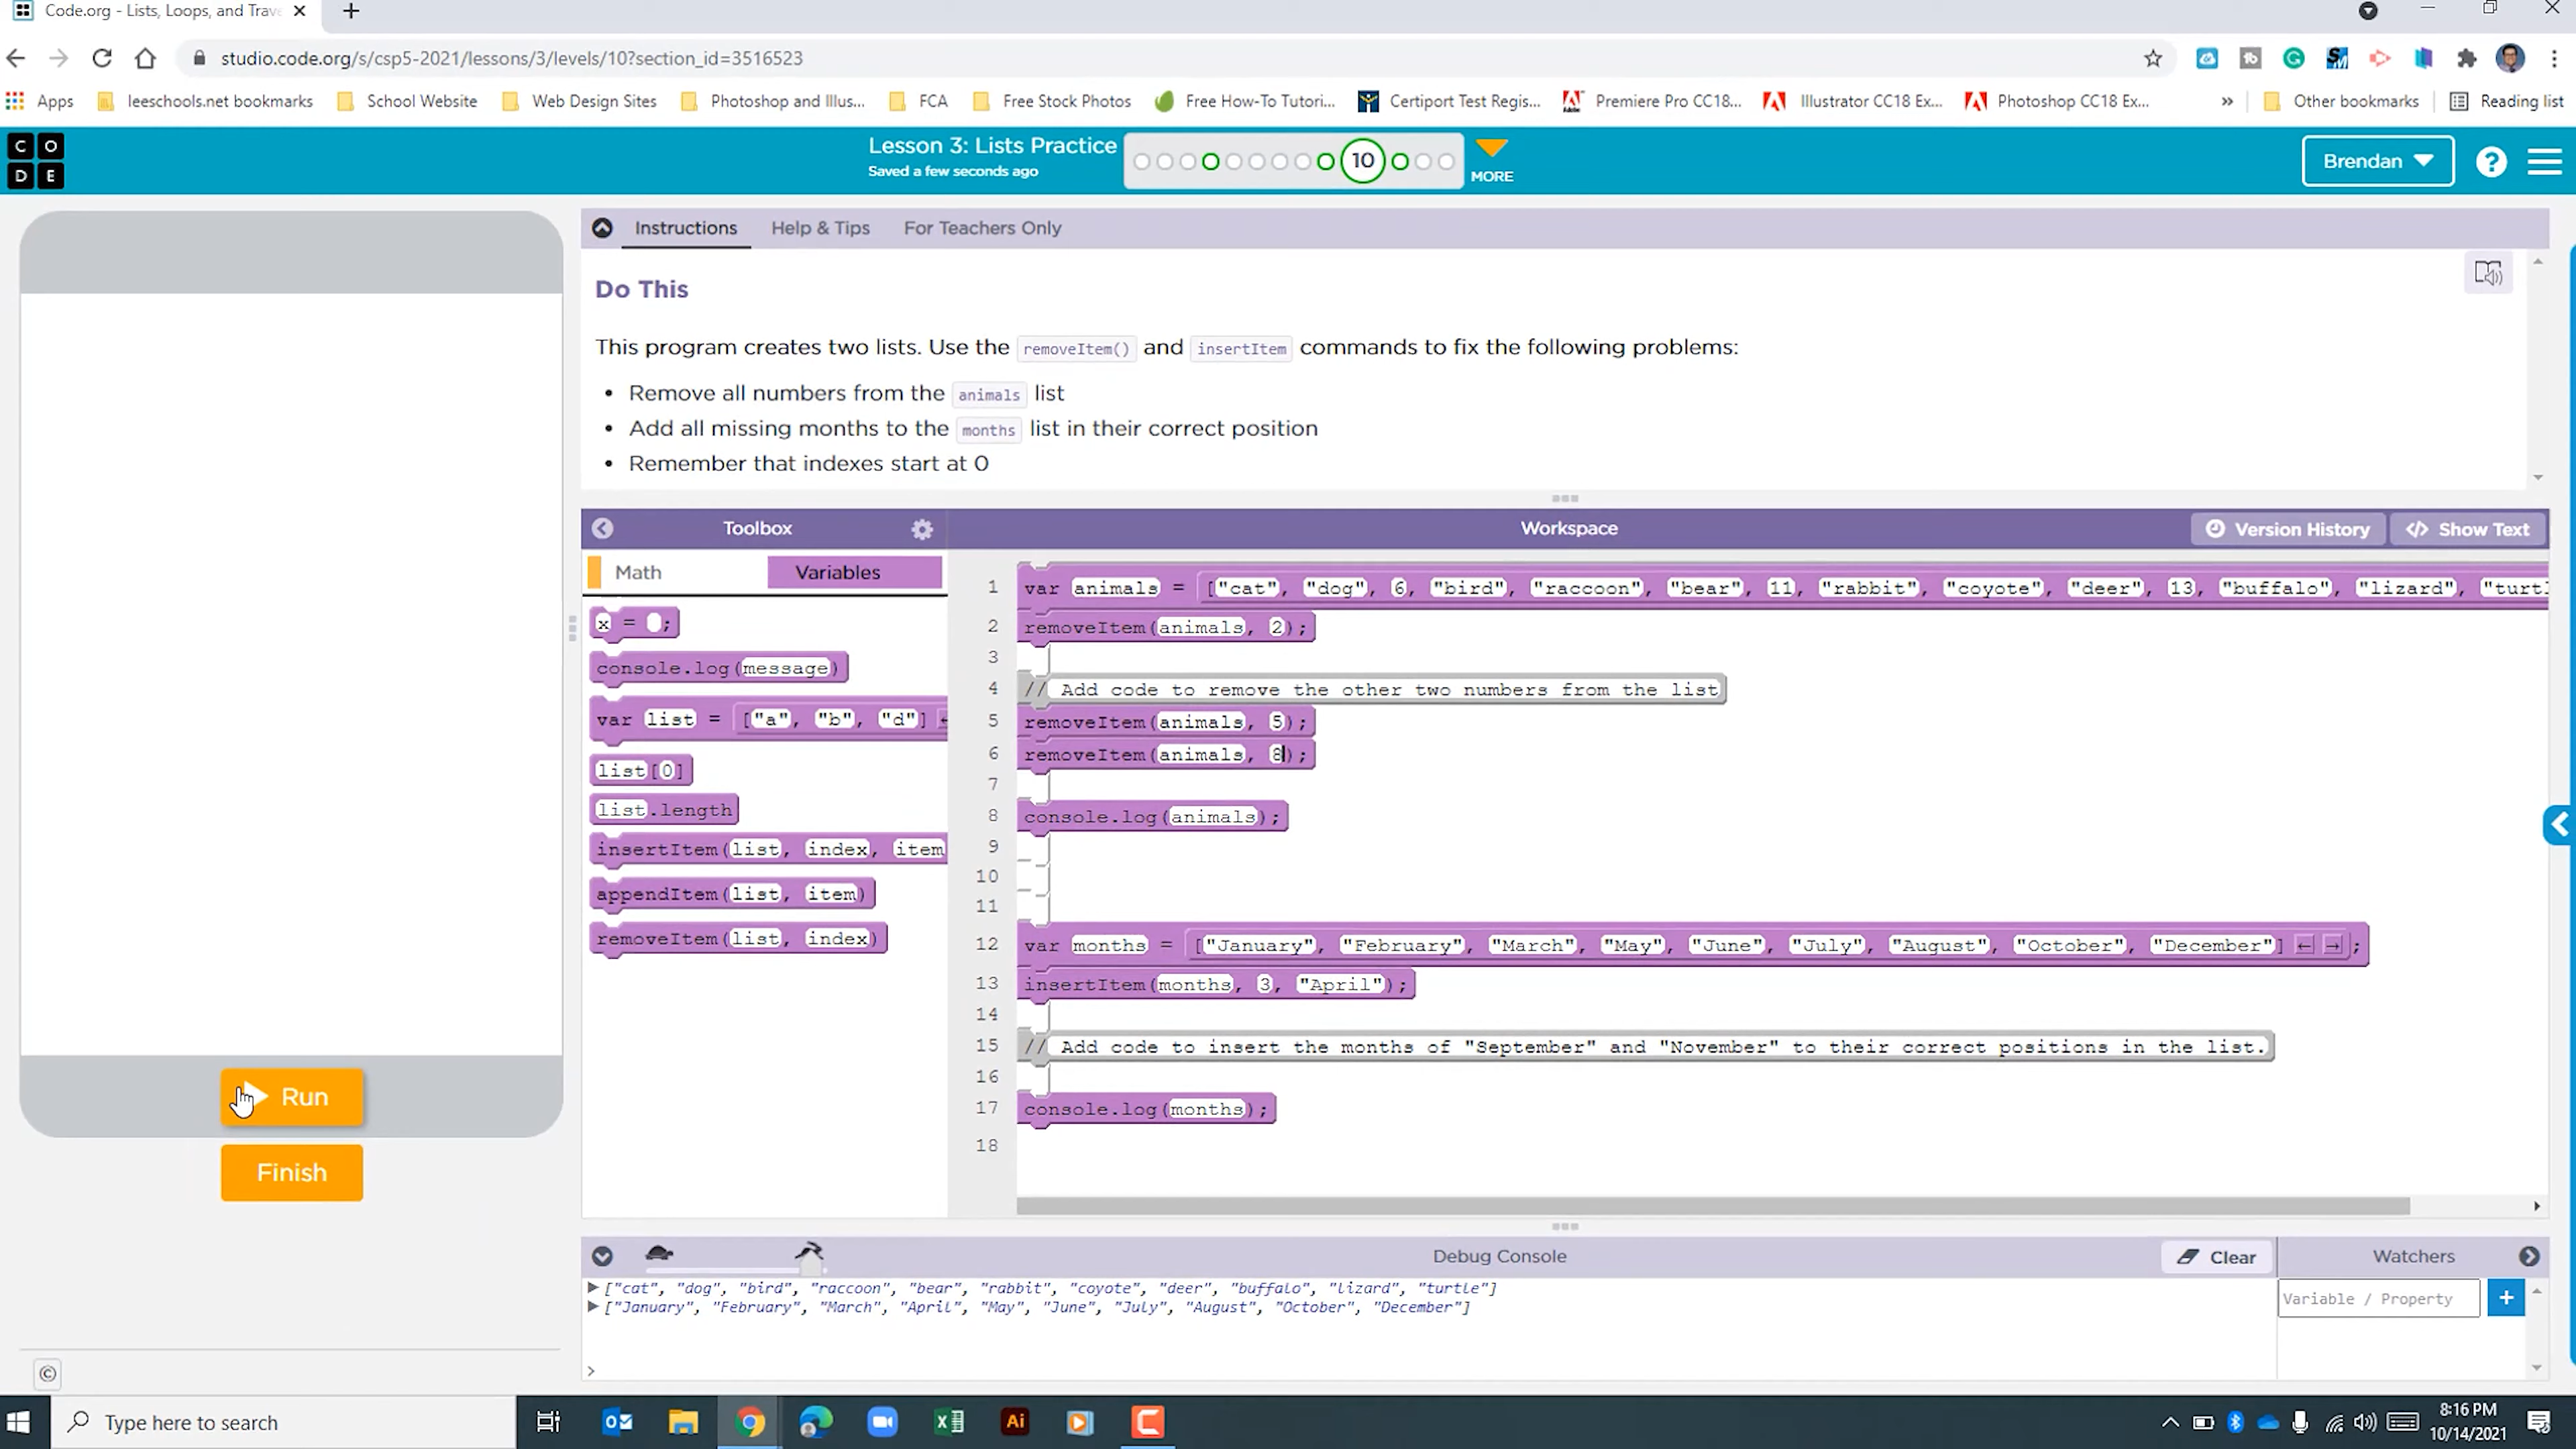 Code.org - Lists, Loops, and Trave
studio.code.org/s/csp5-2021/lessons/3/levels/10?section_id=3516523
Apps leeschools.net bookmarks School Website Web Design Sites Photoshop and Illus... FCA Free Stock Photos Free How-To Tutori... Certiport Test Regis... Premiere Pro CC18... Illustrator CC18 Ex... Photoshop CC18 Ex... » Other bookmarks Reading list
C O
D E
Lesson 3: Lists Practice
Saved a few seconds ago
10
MORE
Brendan
?
Instructions Help & Tips For Teachers Only
Do This
This program creates two lists. Use the removeItem() and insertItem commands to fix the following problems:
• Remove all numbers from the animals list
• Add all missing months to the months list in their correct position
• Remember that indexes start at 0
Toolbox
Workspace
Version History
</> Show Text
Math Variables
x = ;
console.log(message)
var list = ["a", "b", "d"]
list[0]
list.length
insertItem(list, index, item
appendItem(list, item)
removeItem(list, index)
1 var animals = ["cat", "dog", 6, "bird", "raccoon", "bear", 11, "rabbit", "coyote", "deer", 13, "buffalo", "lizard", "turtl
2 removeItem(animals, 2);
3
4 // Add code to remove the other two numbers from the list
5 removeItem(animals, 5);
6 removeItem(animals, 8);
7
8 console.log(animals);
9
10
11
12 var months = ["January", "February", "March", "May", "June", "July", "August", "October", "December"] ← → ;
13 insertItem(months, 3, "April");
14
15 // Add code to insert the months of "September" and "November" to their correct positions in the list.
16
17 console.log(months);
18
Run
Finish
Debug Console
Clear
Watchers
["cat", "dog", "bird", "raccoon", "bear", "rabbit", "coyote", "deer", "buffalo", "lizard", "turtle"]
["January", "February", "March", "April", "May", "June", "July", "August", "October", "December"]
Variable / Property
+
>
©
Type here to search
Ai
8:16 PM
10/14/2021